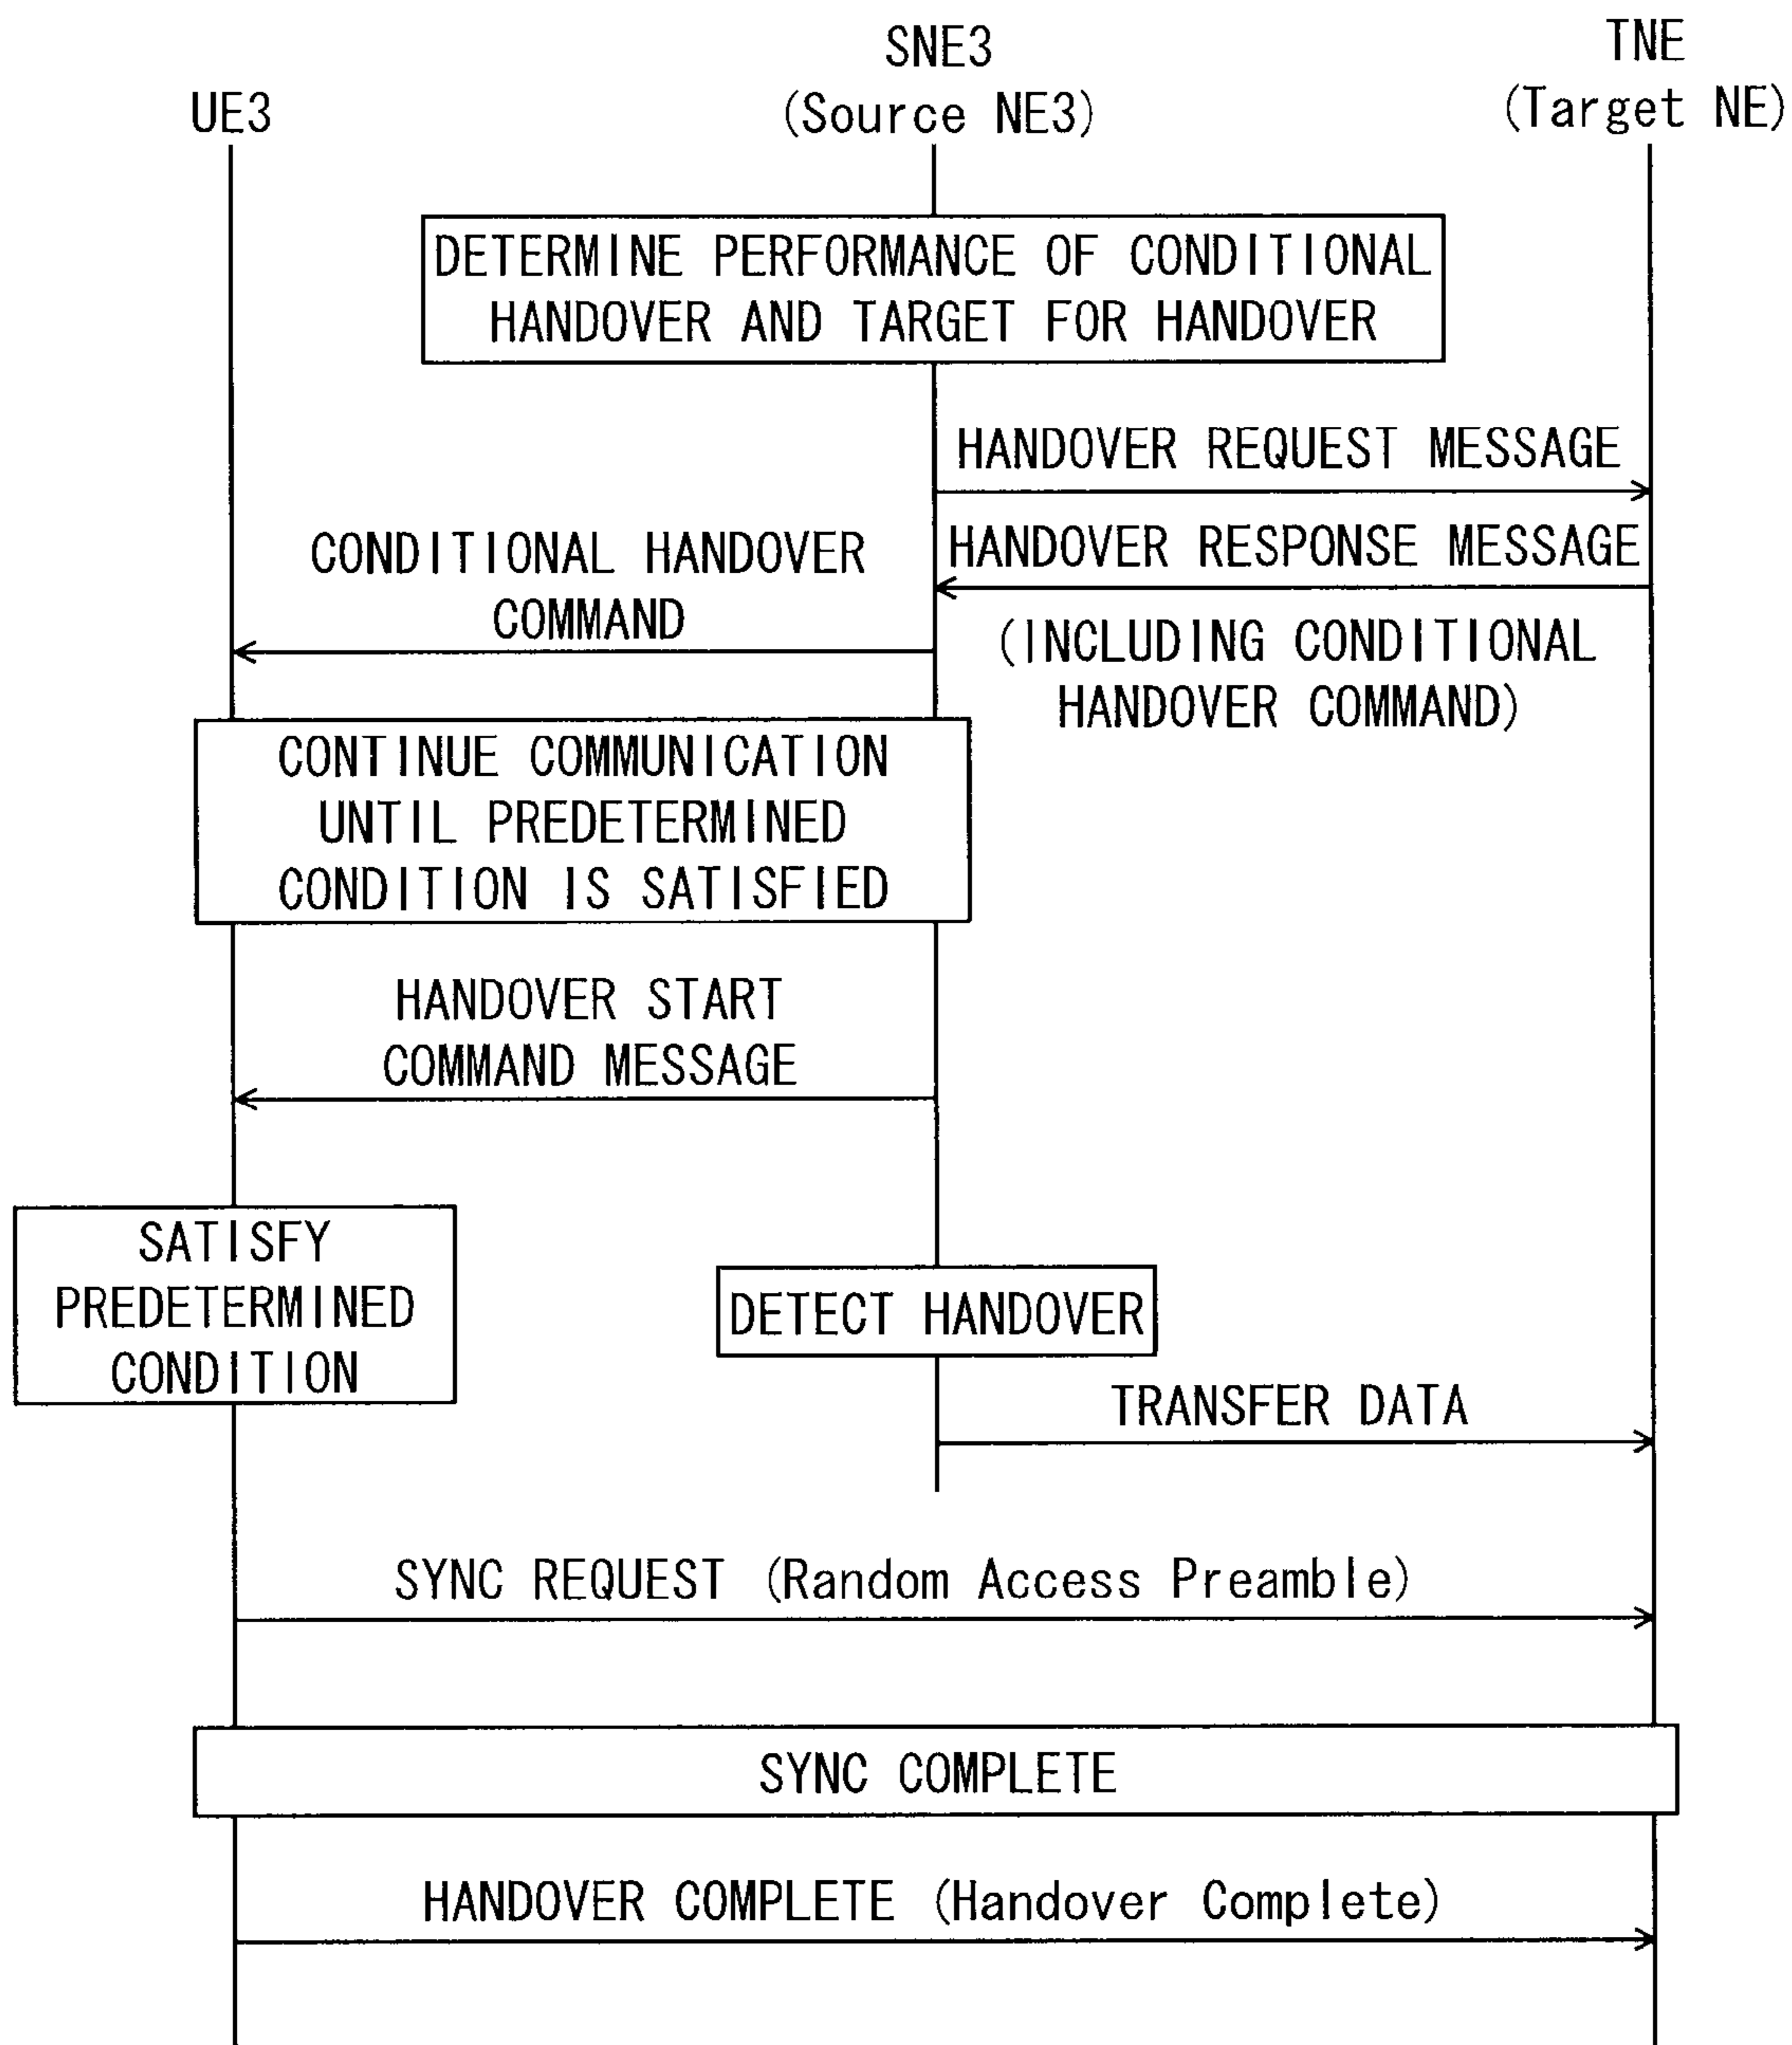 UE3
SNE3
(Source NE3)
TNE
(Target NE)
DETERMINE PERFORMANCE OF CONDITIONAL
HANDOVER AND TARGET FOR HANDOVER
HANDOVER REQUEST MESSAGE
HANDOVER RESPONSE MESSAGE
(INCLUDING CONDITIONAL
HANDOVER COMMAND)
CONDITIONAL HANDOVER
COMMAND
CONTINUE COMMUNICATION
UNTIL PREDETERMINED
CONDITION IS SATISFIED
HANDOVER START
COMMAND MESSAGE
SATISFY
PREDETERMINED
CONDITION
DETECT HANDOVER
TRANSFER DATA
SYNC REQUEST (Random Access Preamble)
SYNC COMPLETE
HANDOVER COMPLETE (Handover Complete)